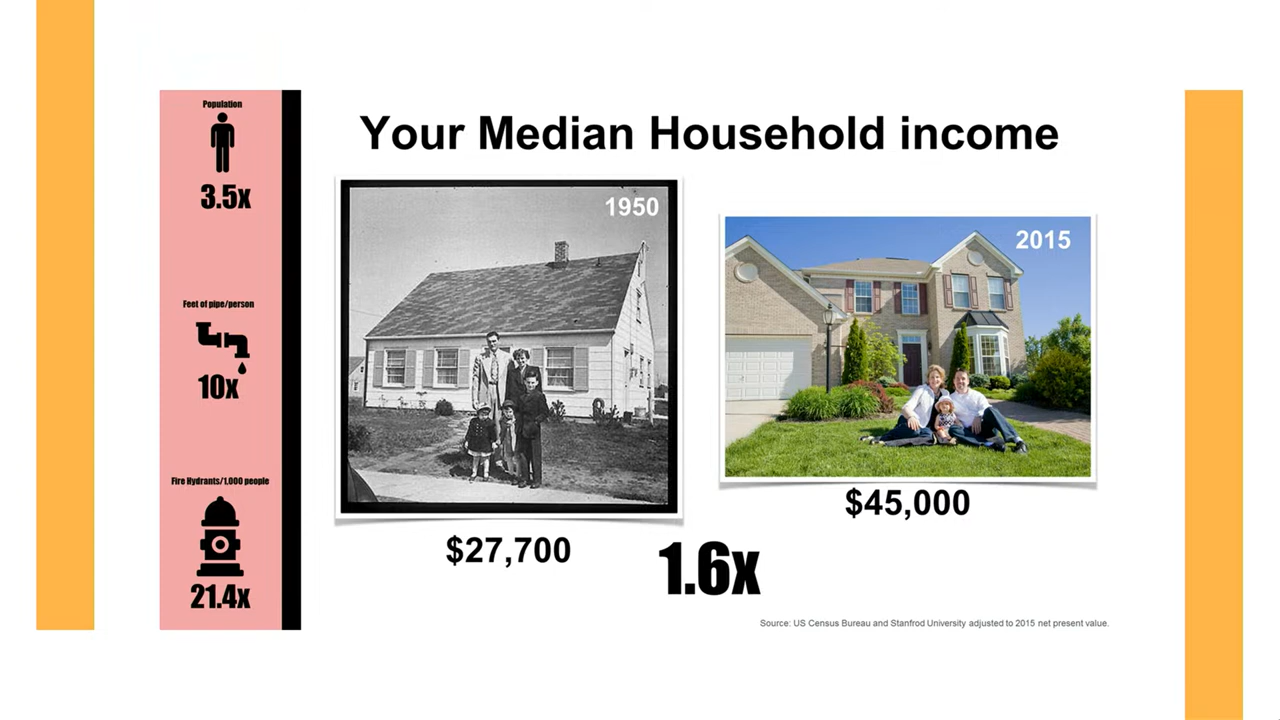 Population
3.5x
Feet of pipe/person
10x
Fire Hydrants/1,000 people
21.4x
Your Median Household income
1950
2015
$27,700
$45,000
1.6x
Source: US Census Bureau and Stanfrod University adjusted to 2015 net present value.